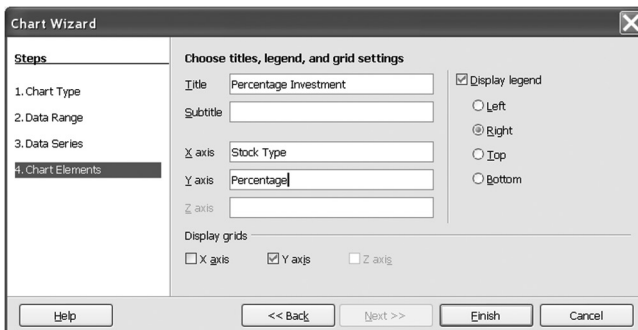 Chart Wizard
Steps
1. Chart Type
2. Data Range
3. Data Series
4. Chart Elements
Choose titles, legend, and grid settings
Title Percentage Investment
Subtitle
X axis Stock Type
Y axis Percentage
Z axis
Display legend
Left
Right
Top
Bottom
Display grids
X axis Y axis Z axis
Help << Back Next >> Finish Cancel